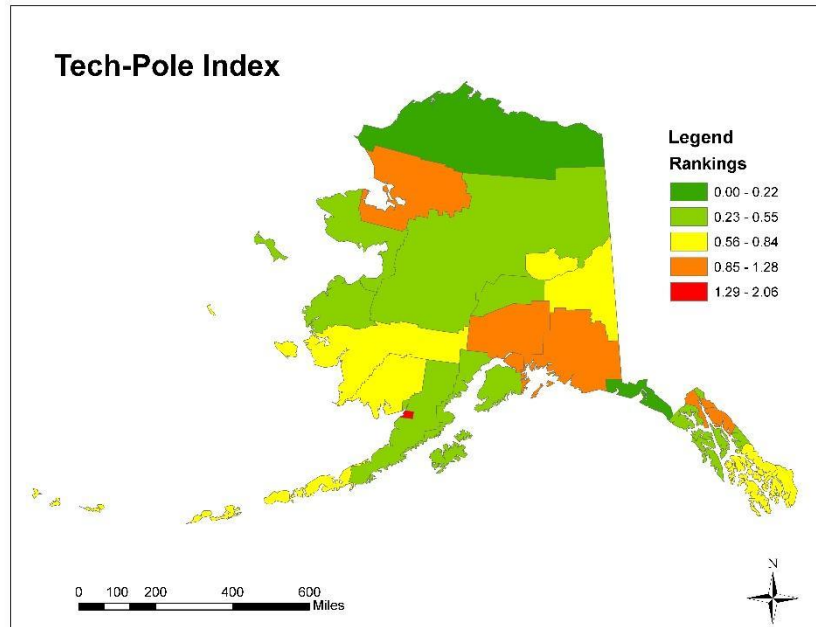 Tech-Pole Index
Legend
Rankings
0.00 - 0.22
0.23 - 0.55
0.56 - 0.84
0.85 - 1.28
1.29 - 2.06
N
0 100 200 400 600
Miles